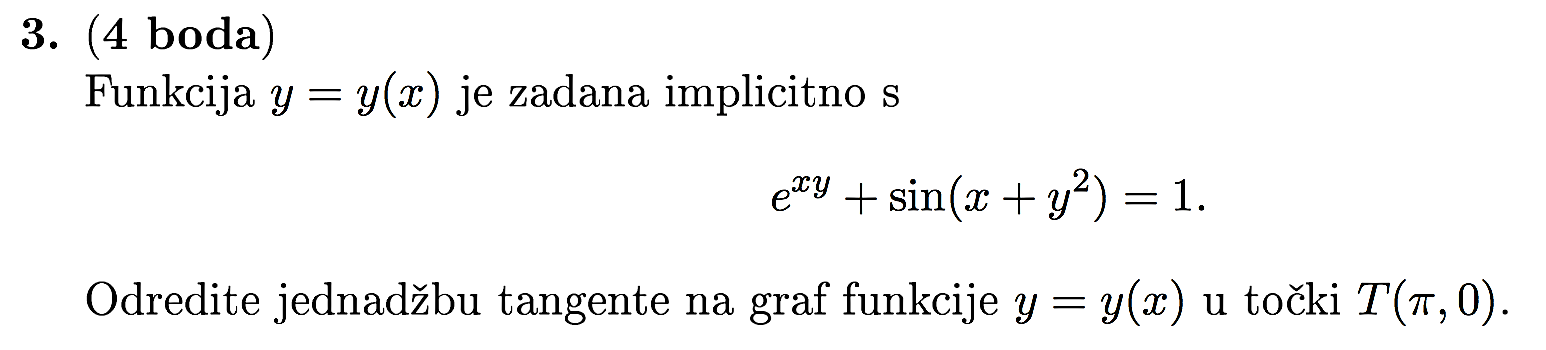 3. (4 boda)
Funkcija y = y(x) je zadana implicitno s
e^{xy} + sin(x + y^2) = 1.
Odredite jednadžbu tangente na graf funkcije y = y(x) u točki T(π, 0).